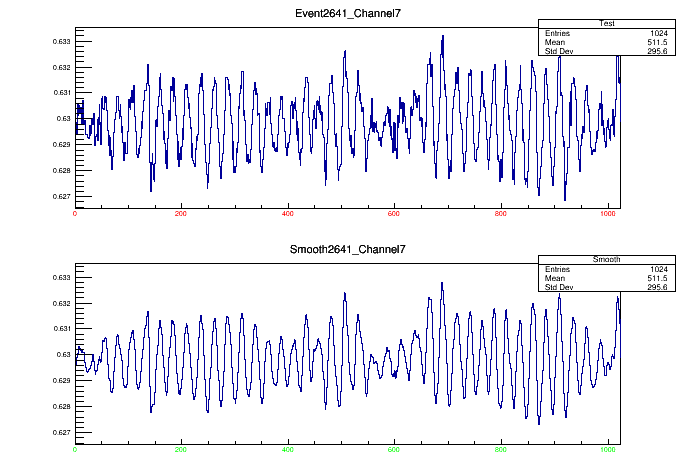 Event2641_Channel7
Test
Entries 1024
Mean 511.5
Std Dev 295.6
0.633
0.632
0.631
0.63
0.629
0.628
0.627
0 200 400 600 800 1000
Smooth2641_Channel7
Smooth
Entries 1024
Mean 511.5
Std Dev 295.6
0.633
0.632
0.631
0.63
0.629
0.628
0.627
0 200 400 600 800 1000